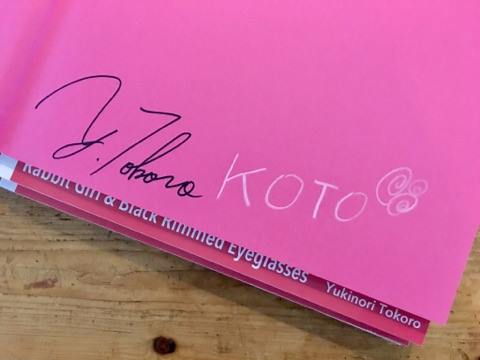 Y. Tokoro KOTO
Rabbit Girl & Black Rimmed Eyeglasses
Yukinori Tokoro